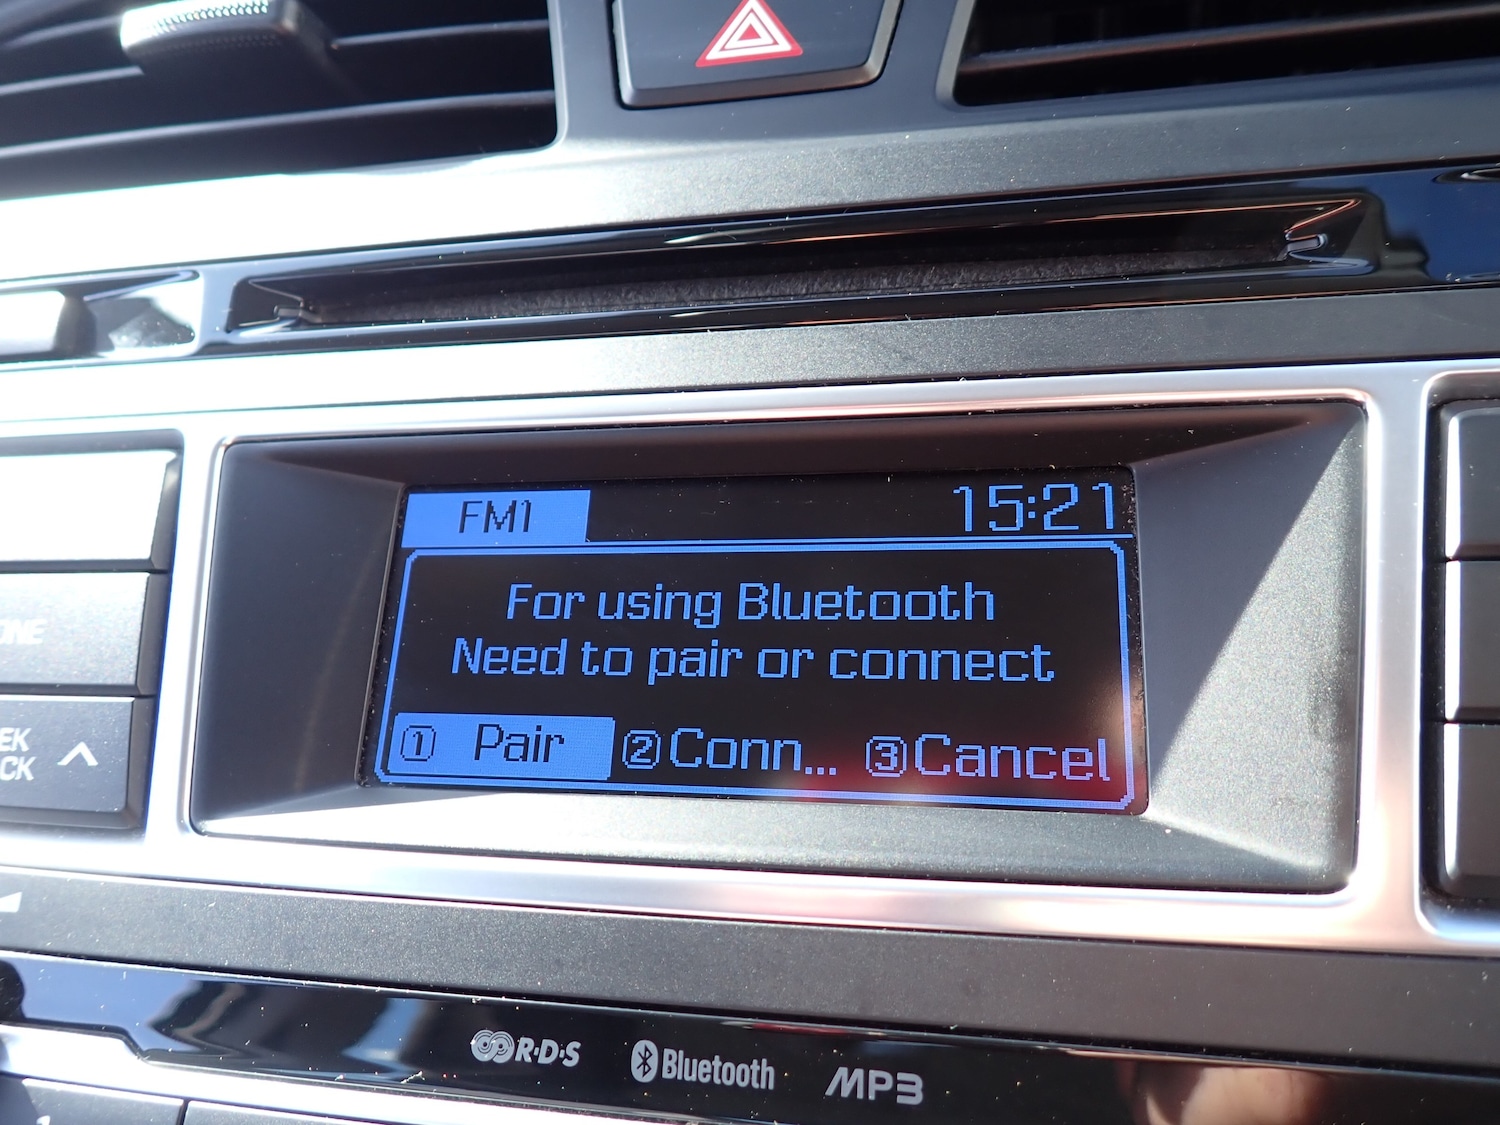 FM1 15:21
For using Bluetooth
Need to pair or connect
① Pair ②Conn... ③Cancel
R·D·S Bluetooth MP3